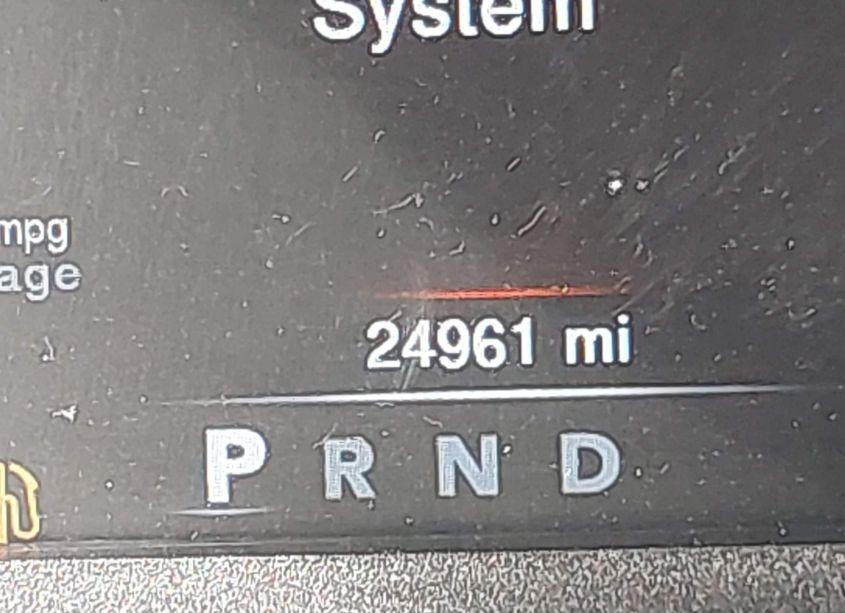 System
mpg
age
24961 mi
P R N D